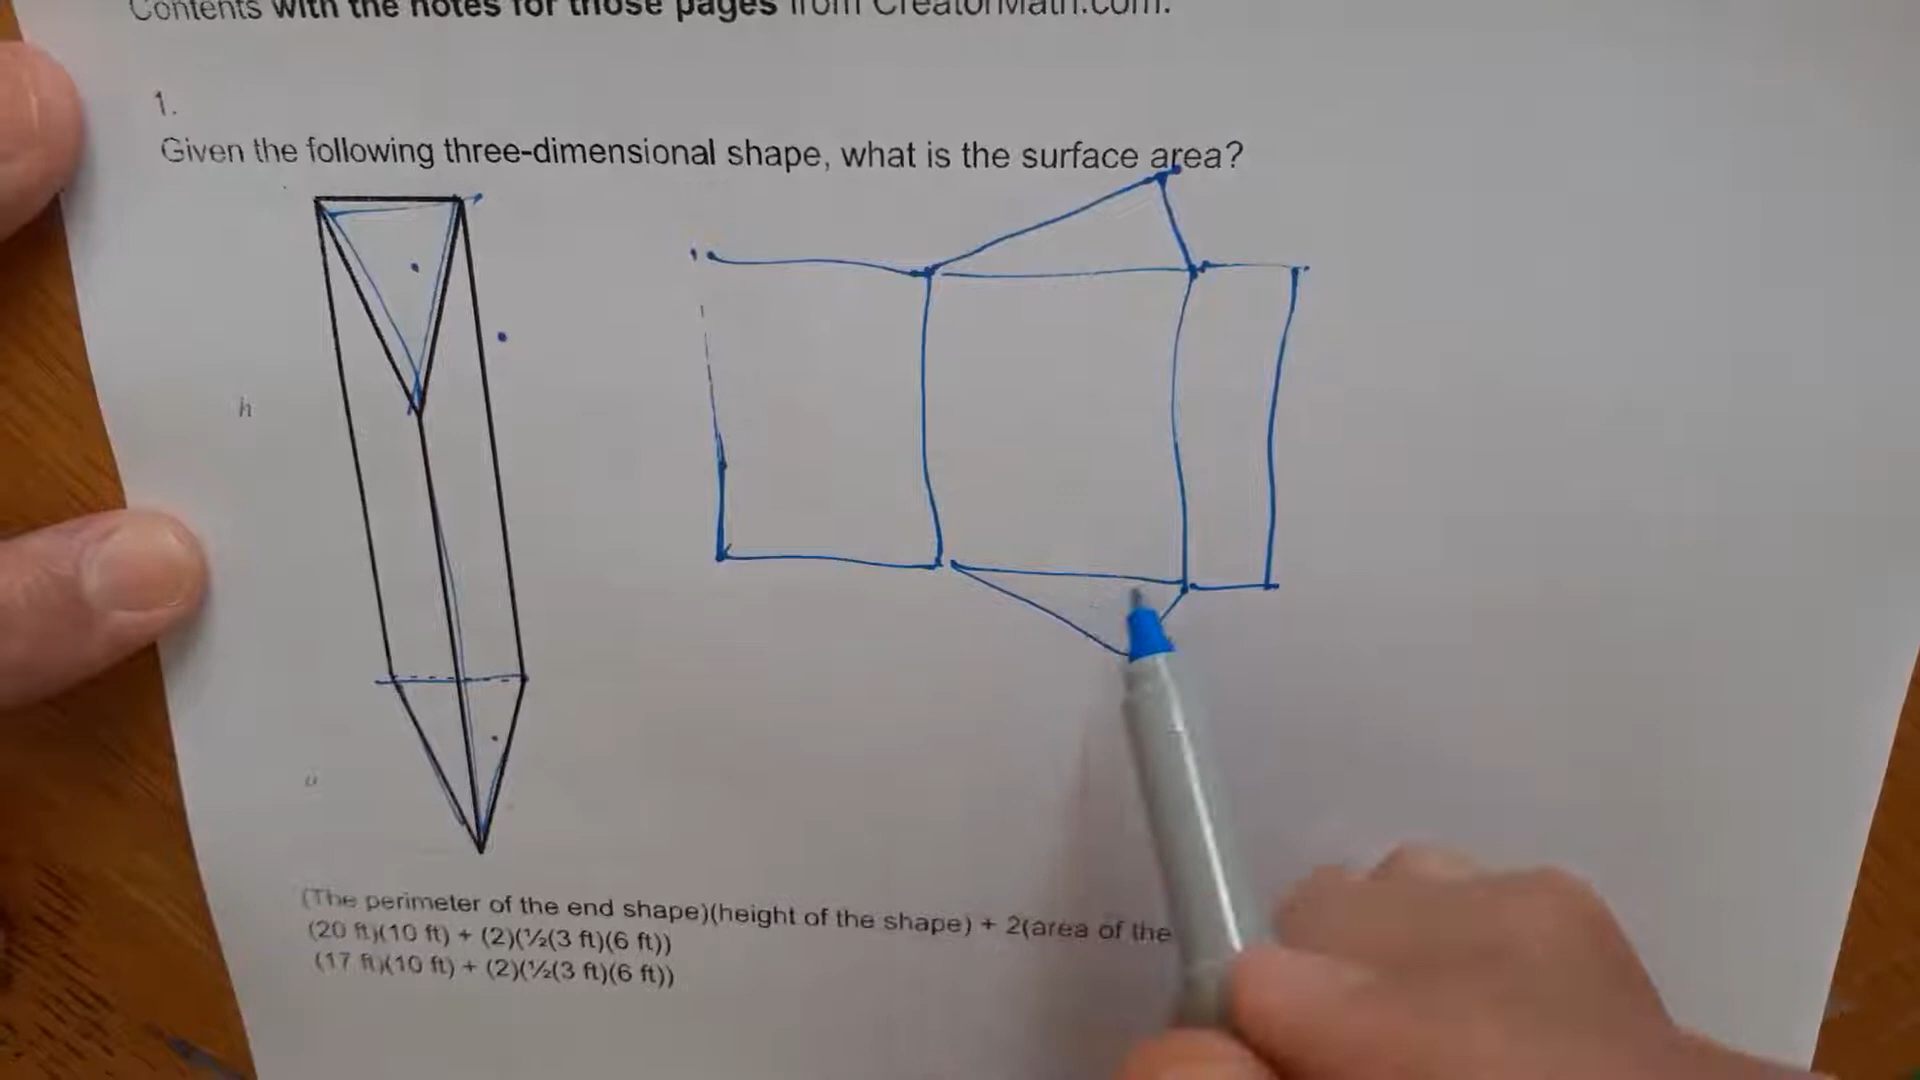 Contents with the notes for those pages from CreatorMath.com.
1.
Given the following three-dimensional shape, what is the surface area?
h
(The perimeter of the end shape)(height of the shape) + 2(area of the
(20 ft)(10 ft) + (2)(½(3 ft)(6 ft))
(17 ft)(10 ft) + (2)(½(3 ft)(6 ft))